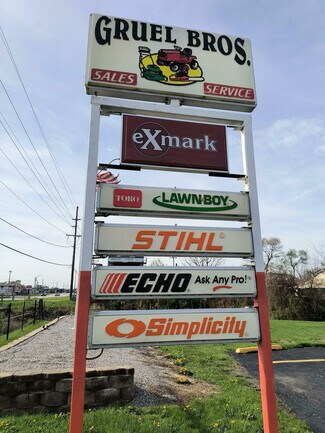 GRUEL BROS.
SALES SERVICE
eXmark
TORO LAWN-BOY
STIHL
ECHO Ask Any Pro!
Simplicity